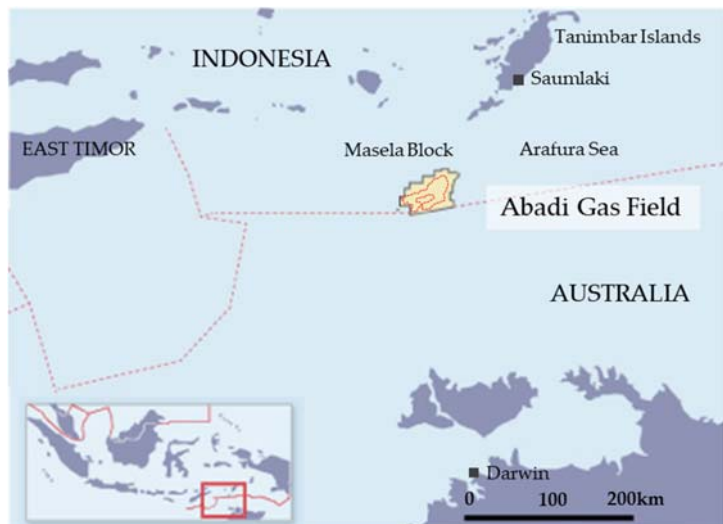 Tanimbar Islands
INDONESIA
Saumlaki
EAST TIMOR
Masela Block
Arafura Sea
Abadi Gas Field
AUSTRALIA
Darwin
0 100 200km